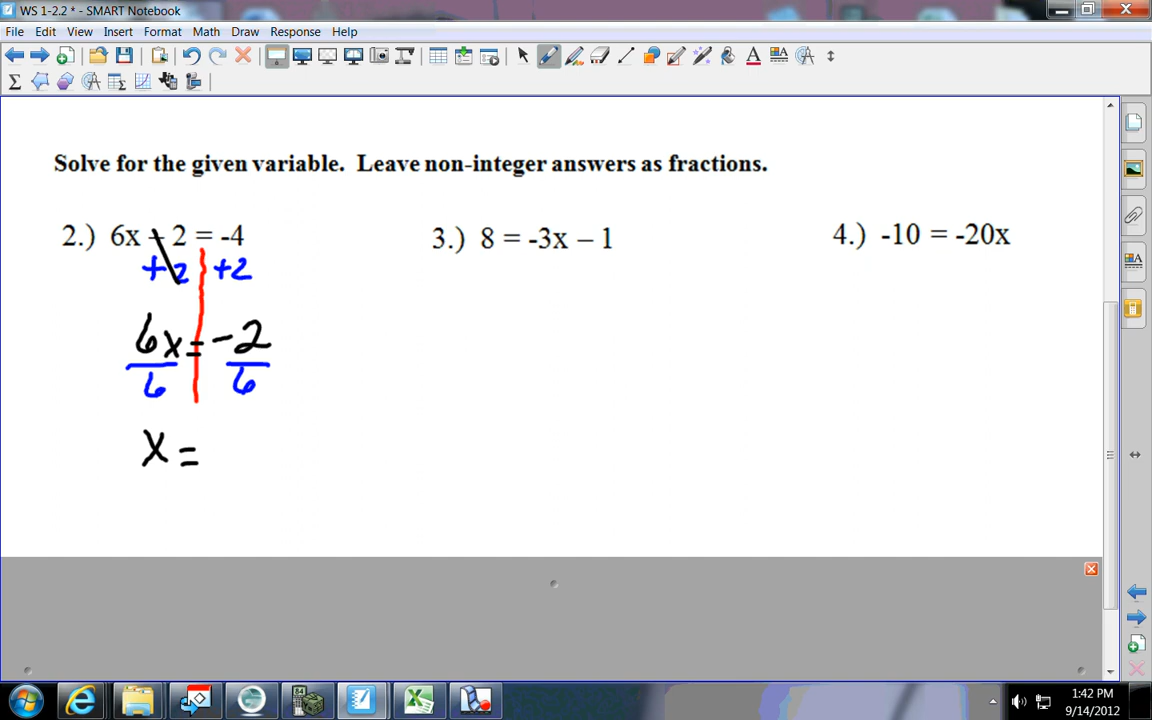 WS 1-2.2 * - SMART Notebook
File Edit View Insert Format Math Draw Response Help
Solve for the given variable. Leave non-integer answers as fractions.
2.) 6x - 2 = -4
3.) 8 = -3x – 1
4.) -10 = -20x
+2 +2
6x = -2
6 6
x =
1:42 PM
9/14/2012